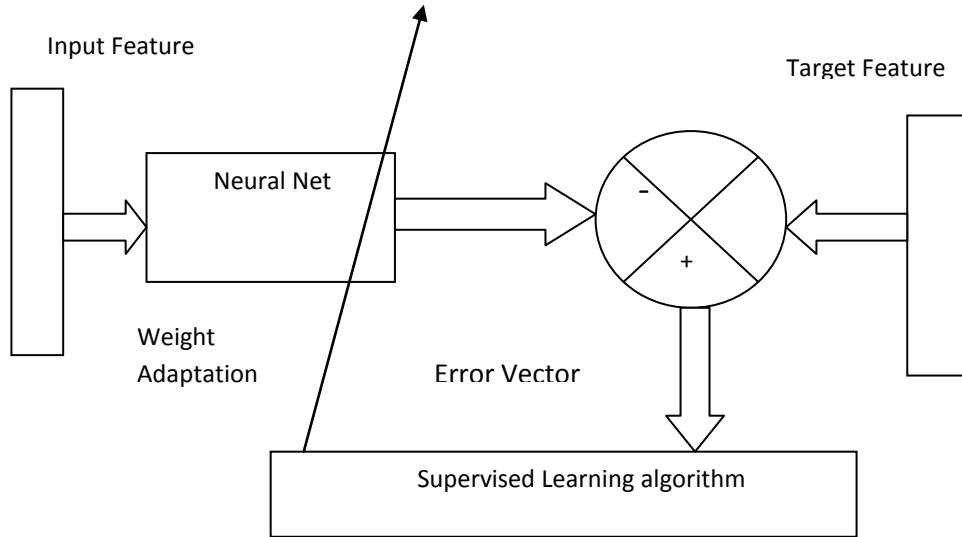 Input Feature
Target Feature
Neural Net
-
+
Weight
Adaptation
Error Vector
Supervised Learning algorithm